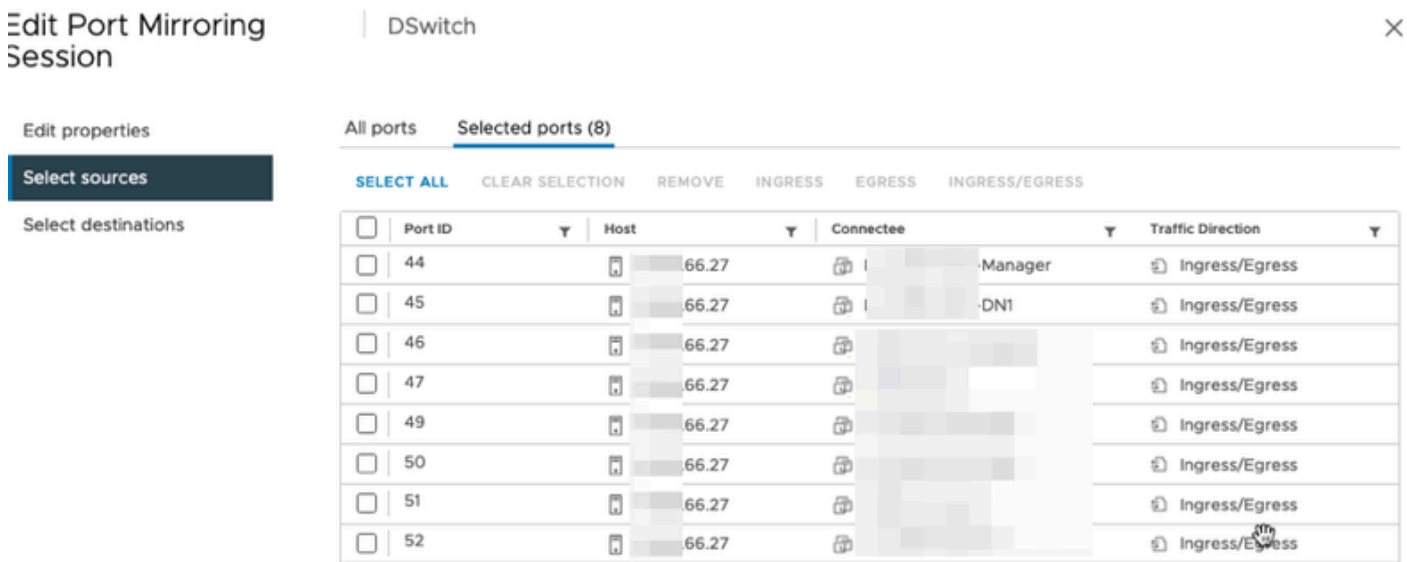 Edit Port Mirroring Session
DSwitch
Edit properties
Select sources
Select destinations
All ports Selected ports (8)
SELECT ALL CLEAR SELECTION REMOVE INGRESS EGRESS INGRESS/EGRESS
Port ID Host Connectee Traffic Direction
44 .66.27 -Manager Ingress/Egress
45 .66.27 -DN1 Ingress/Egress
46 .66.27 Ingress/Egress
47 .66.27 Ingress/Egress
49 .66.27 Ingress/Egress
50 .66.27 Ingress/Egress
51 .66.27 Ingress/Egress
52 .66.27 Ingress/Egress